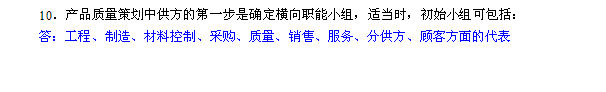 10. 产品质量策划中供方的第一步是确定横向职能小组，适当时，初始小组可包括：
答：工程、制造、材料控制、采购、质量、销售、服务、分供方、顾客方面的代表